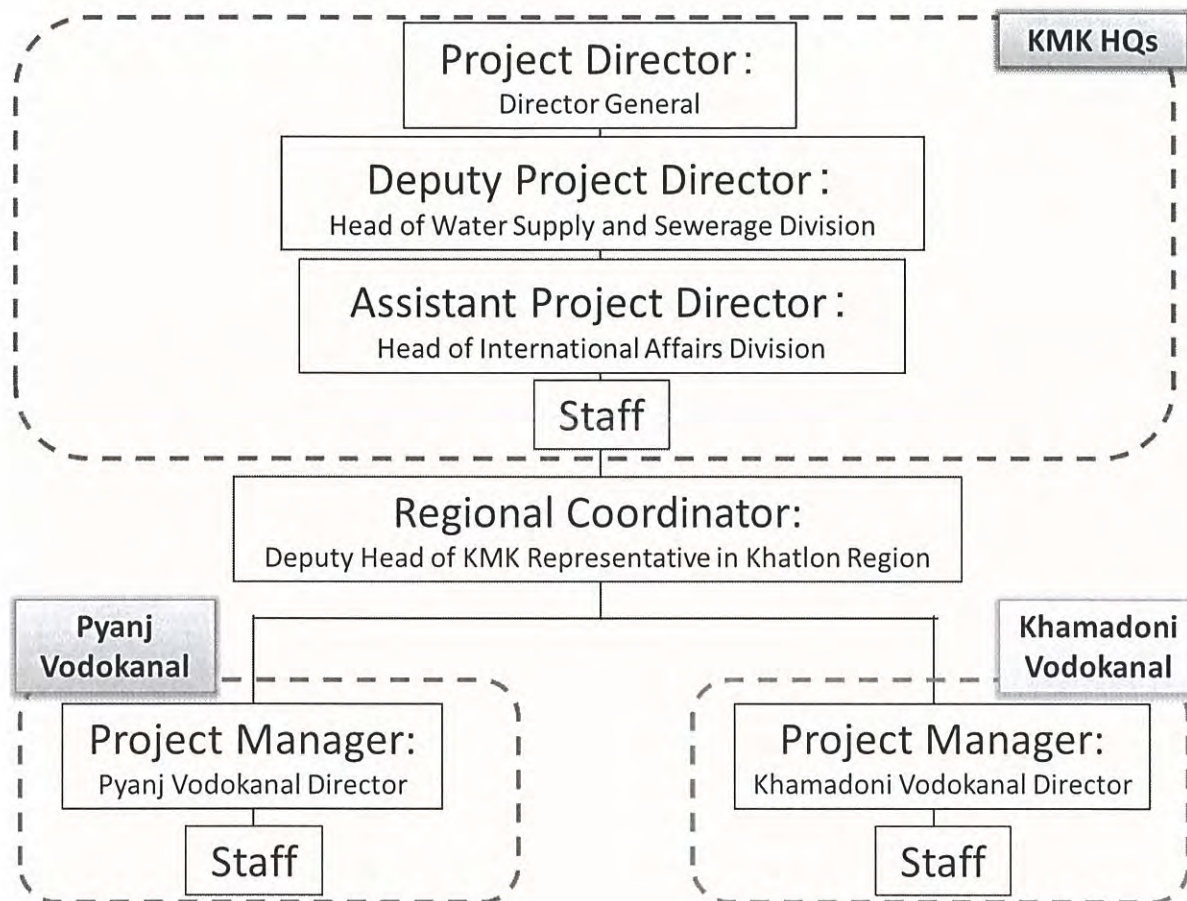 KMK HQs
Project Director：
Director General
Deputy Project Director：
Head of Water Supply and Sewerage Division
Assistant Project Director：
Head of International Affairs Division
Staff
Regional Coordinator:
Deputy Head of KMK Representative in Khatlon Region
Pyanj
Vodokanal
Project Manager:
Pyanj Vodokanal Director
Staff
Khamadoni
Vodokanal
Project Manager:
Khamadoni Vodokanal Director
Staff